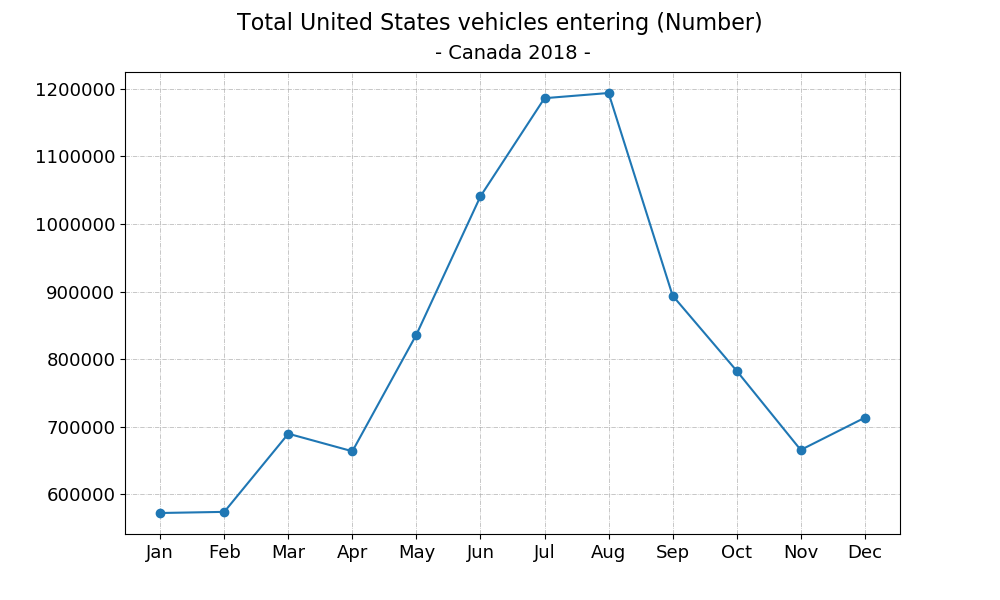 Total United States vehicles entering (Number)
- Canada 2018 -
1200000
1100000
1000000
900000
800000
700000
600000
Jan Feb Mar Apr May Jun Jul Aug Sep Oct Nov Dec